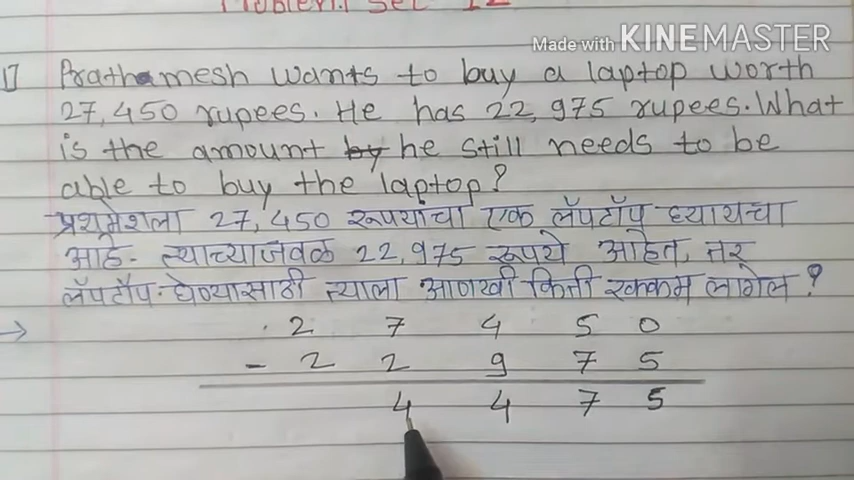 Problem Set 12
Made with KINEMASTER
1] Prathamesh wants to buy a laptop worth
27,450 rupees. He has 22,975 rupees. What
is the amount by he still needs to be
able to buy the laptop?
प्रथमेशला 27,450 रूपयांचा एक लॅपटॉप घ्यायचा
आहे. त्याच्याजवळ 22,975 रूपये आहेत, तर
लॅपटॉप घेण्यासाठी त्याला आणखी किती रक्कम लागेल?
→ 2 7 4 5 0
- 2 2 9 7 5
4 4 7 5